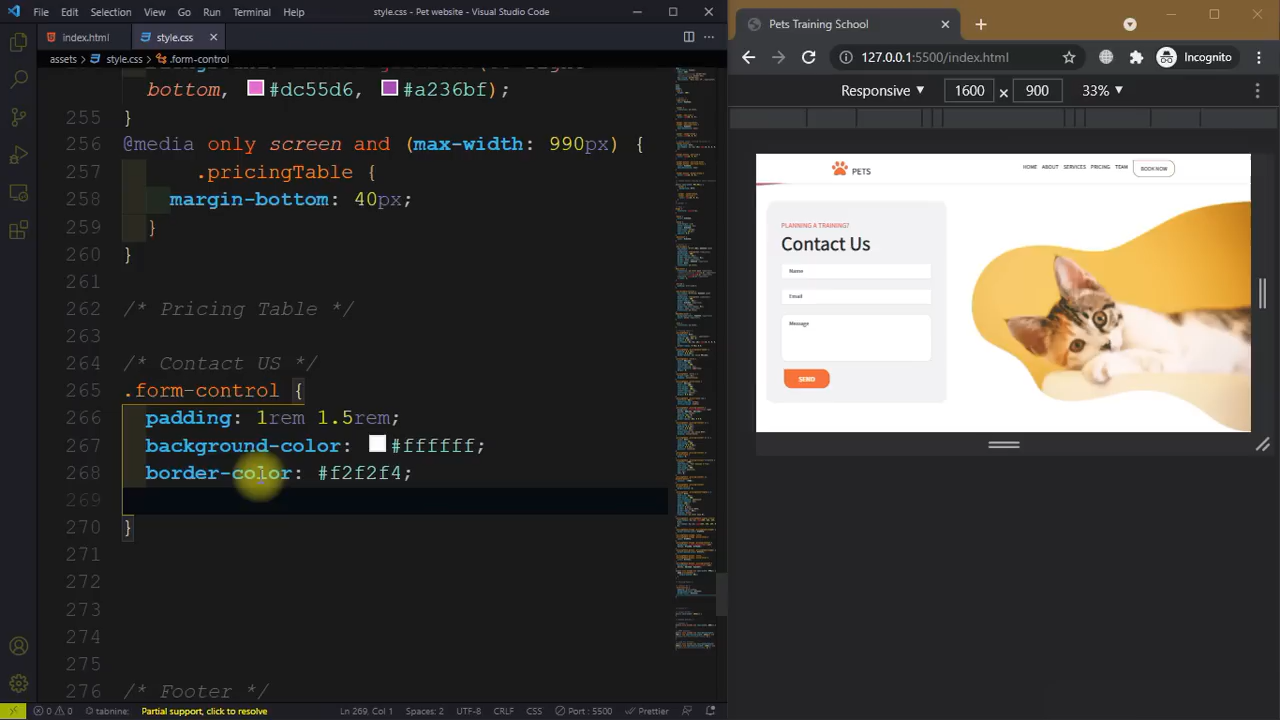 File Edit Selection View Go Run Terminal Help style.css - Pet website - Visual Studio Code
index.html style.css
assets > style.css > .form-control
bottom, #dc55d6, #a236bf);
255 }
256 @media only screen and (max-width: 990px) {
257 .pricingTable {
258 margin-bottom: 40px;
259 }
260 }
261
262 /* Pricing Table */
263
264 /* Contact US */
265 .form-control {
266 padding: 1rem 1.5rem;
267 background-color: #ffffff;
268 border-color: #f2f2f4;
269
270 }
271
272
273
274
275
276 /* Footer */
0 0 tabnine: Partial support, click to resolve Ln 269, Col 1 Spaces: 2 UTF-8 CRLF CSS Port : 5500 Prettier
Pets Training School
127.0.0.1:5500/index.html Incognito
Responsive 1600 × 900 33%
PETS HOME ABOUT SERVICES PRICING TEAM BOOK NOW
PLANNING A TRAINING?
Contact Us
Name
Email
Message
SEND